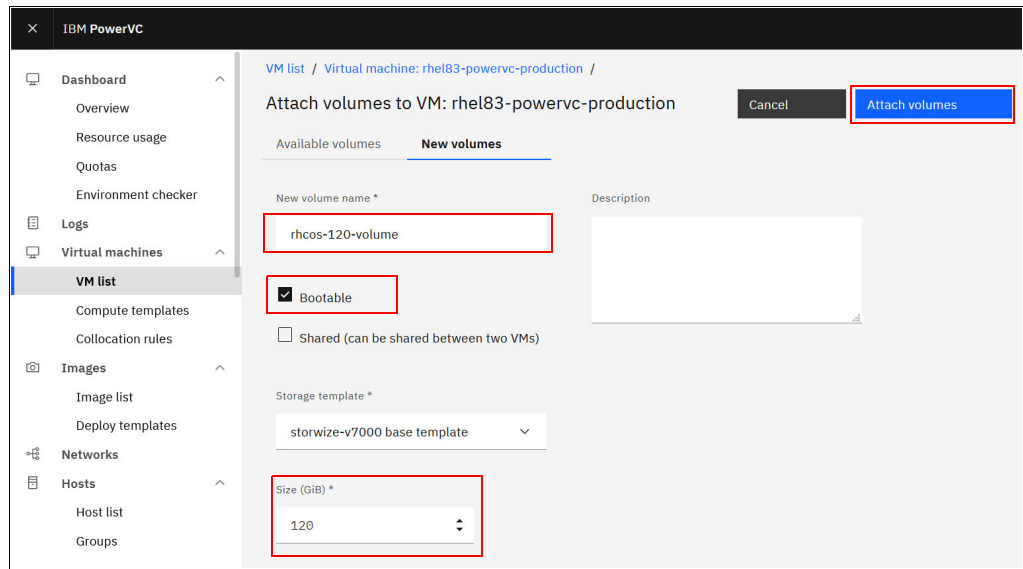 IBM PowerVC
Dashboard
Overview
Resource usage
Quotas
Environment checker
Logs
Virtual machines
VM list
Compute templates
Collocation rules
Images
Image list
Deploy templates
Networks
Hosts
Host list
Groups
VM list / Virtual machine: rhel83-powervc-production /
Attach volumes to VM: rhel83-powervc-production
Cancel
Attach volumes
Available volumes
New volumes
New volume name *
rhcos-120-volume
Description
Bootable
Shared (can be shared between two VMs)
Storage template *
storwize-v7000 base template
Size (GiB) *
120